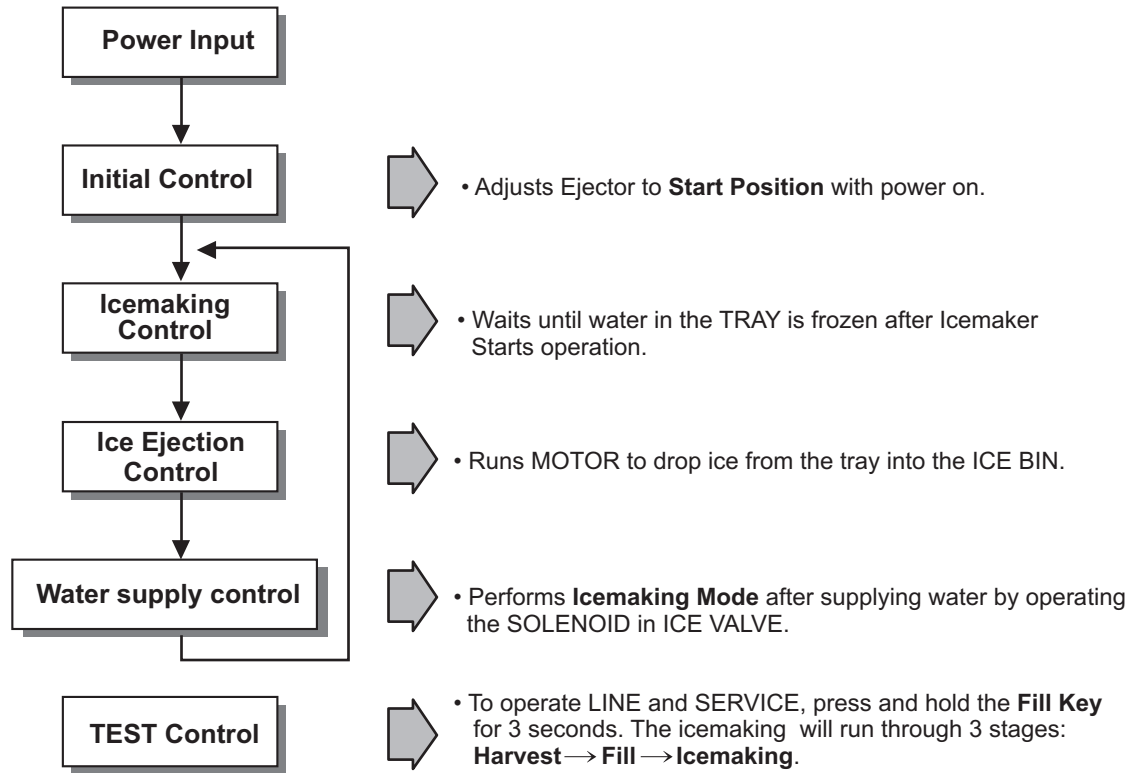 Power Input
Initial Control
• Adjusts Ejector to Start Position with power on.
Icemaking
Control
• Waits until water in the TRAY is frozen after Icemaker
Starts operation.
Ice Ejection
Control
• Runs MOTOR to drop ice from the tray into the ICE BIN.
Water supply control
• Performs Icemaking Mode after supplying water by operating
the SOLENOID in ICE VALVE.
TEST Control
• To operate LINE and SERVICE, press and hold the Fill Key
for 3 seconds. The icemaking will run through 3 stages:
Harvest→Fill→Icemaking.